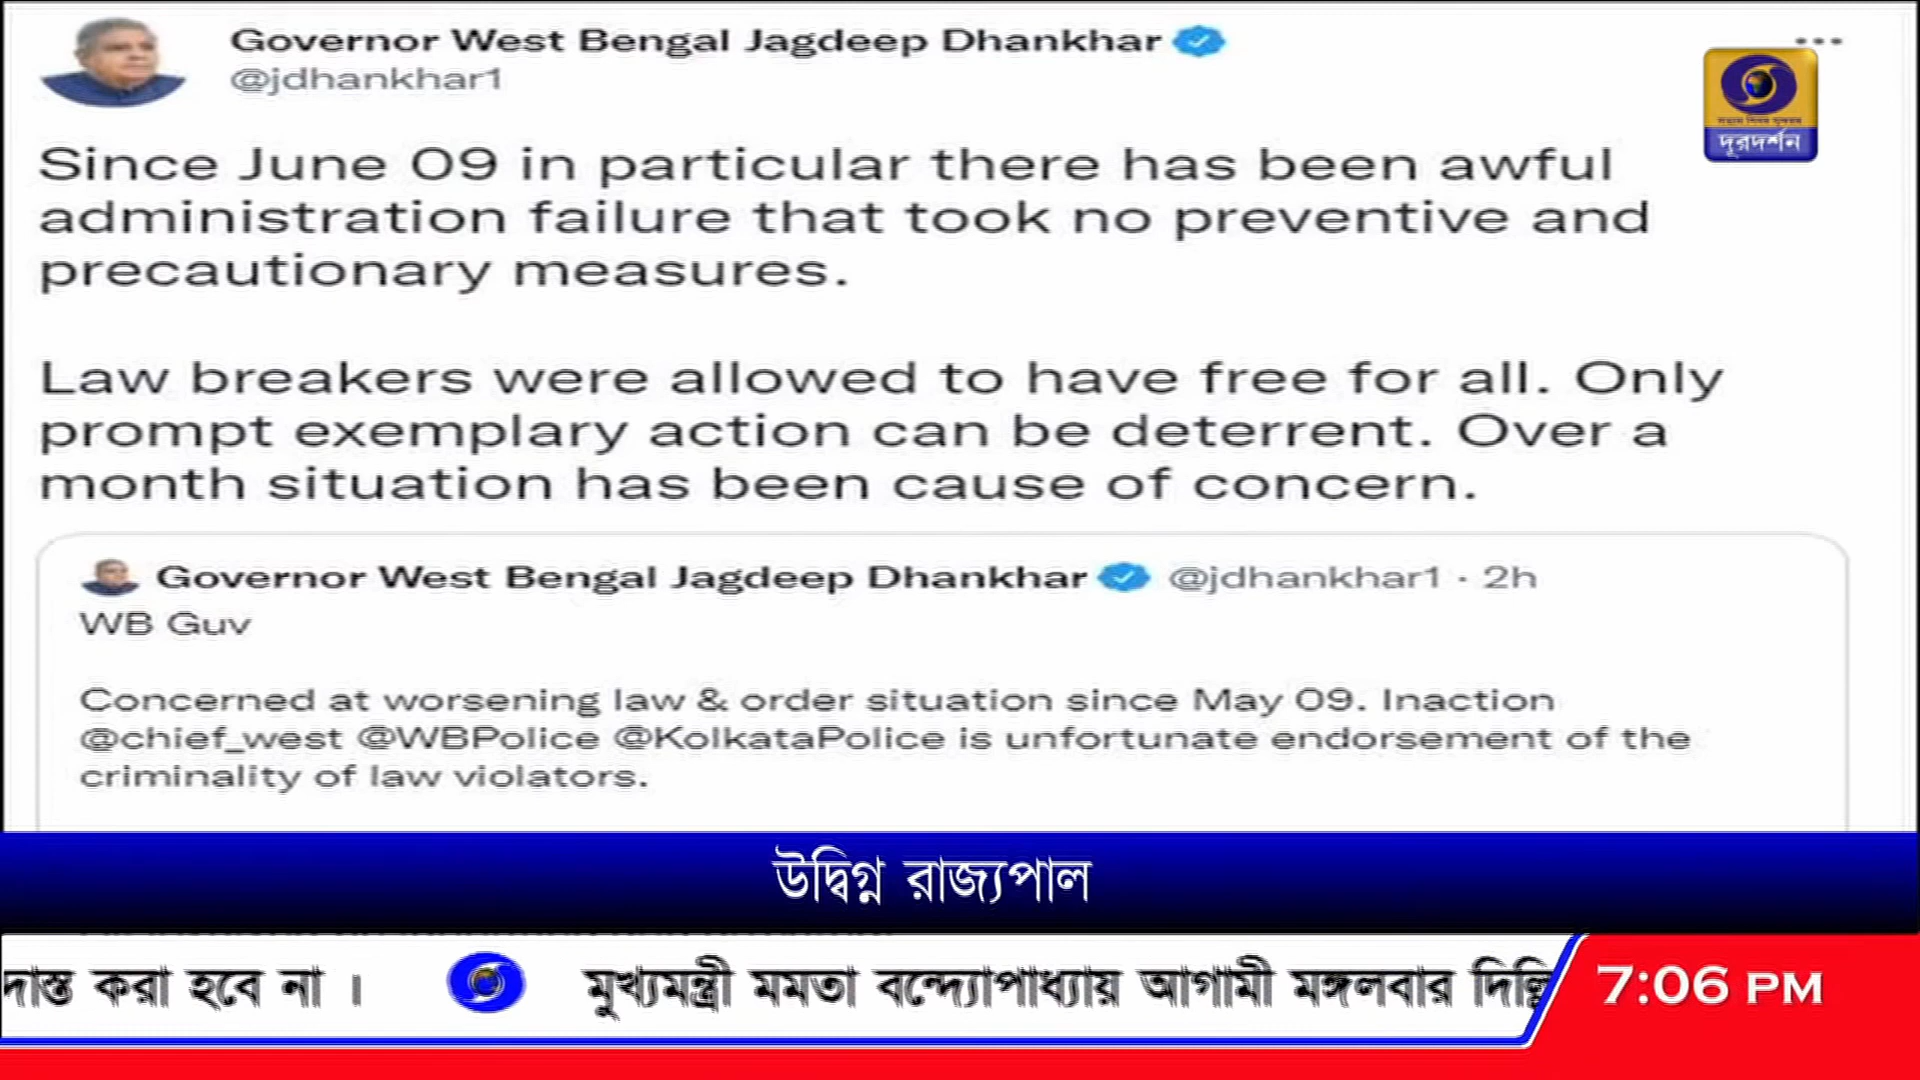 Governor West Bengal Jagdeep Dhankhar
@jdhankhar1
দূরদর্শন
Since June 09 in particular there has been awful
administration failure that took no preventive and
precautionary measures.
Law breakers were allowed to have free for all. Only
prompt exemplary action can be deterrent. Over a
month situation has been cause of concern.
Governor West Bengal Jagdeep Dhankhar @jdhankhar1 · 2h
WB Guv
Concerned at worsening law & order situation since May 09. Inaction
@chief_west @WBPolice @KolkataPolice is unfortunate endorsement of the
criminality of law violators.
উদ্বিগ্ন রাজ্যপাল
করা হবে না । মুখ্যমন্ত্রী মমতা বন্দ্যোপাধ্যায় আগামী মঙ্গলবার
7:06 PM